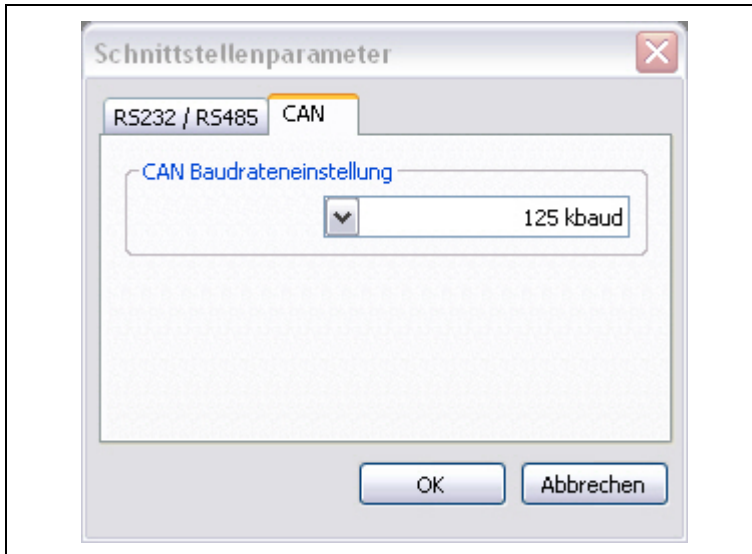 Schnittstellenparameter
RS232 / RS485 CAN
CAN Baudrateneinstellung
125 kbaud
OK Abbrechen